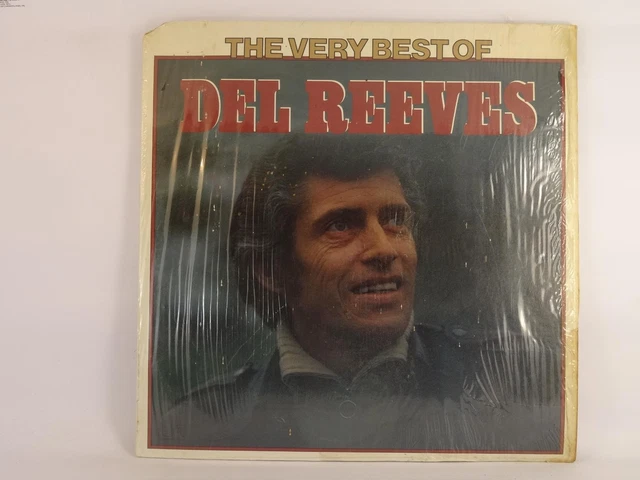 THE VERY BEST OF
DEL REEVES